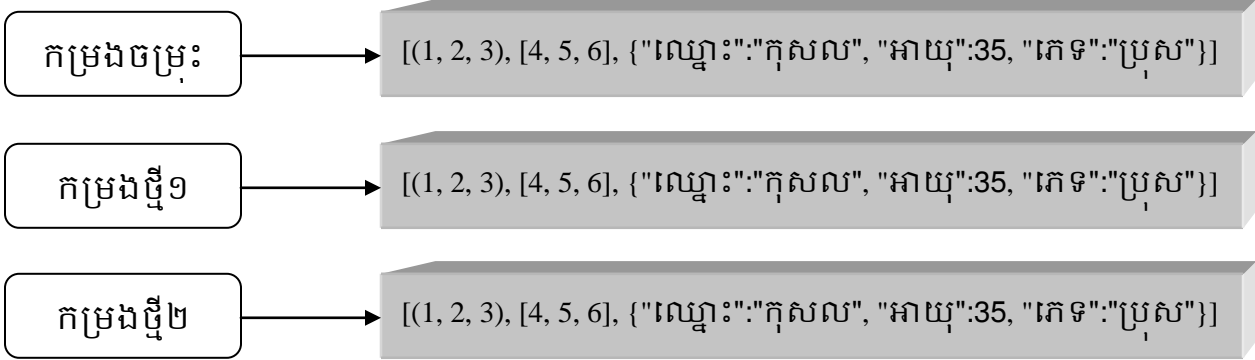 កម្រងចម្រុះ [(1, 2, 3), [4, 5, 6], {"ឈ្មោះ":"កុសល", "អាយុ":35, "ភេទ":"ប្រុស"}]
កម្រងថ្មី១ [(1, 2, 3), [4, 5, 6], {"ឈ្មោះ":"កុសល", "អាយុ":35, "ភេទ":"ប្រុស"}]
កម្រងថ្មី២ [(1, 2, 3), [4, 5, 6], {"ឈ្មោះ":"កុសល", "អាយុ":35, "ភេទ":"ប្រុស"}]